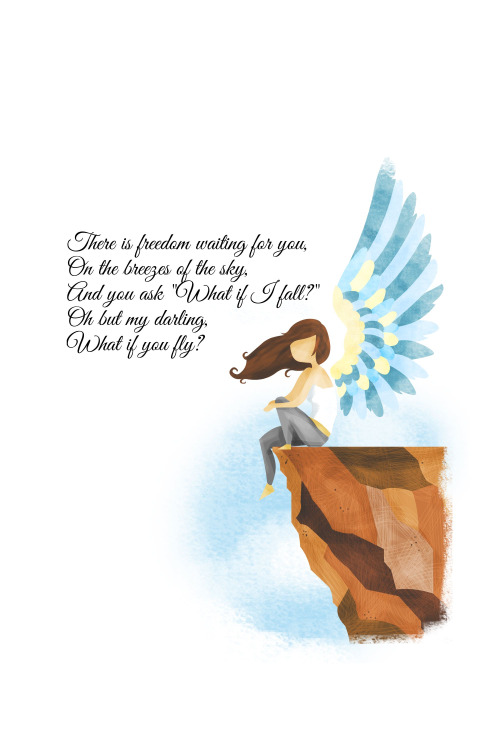 There is freedom waiting for you,
On the breezes of the sky,
And you ask "What if I fall?"
Oh but my darling,
What if you fly?